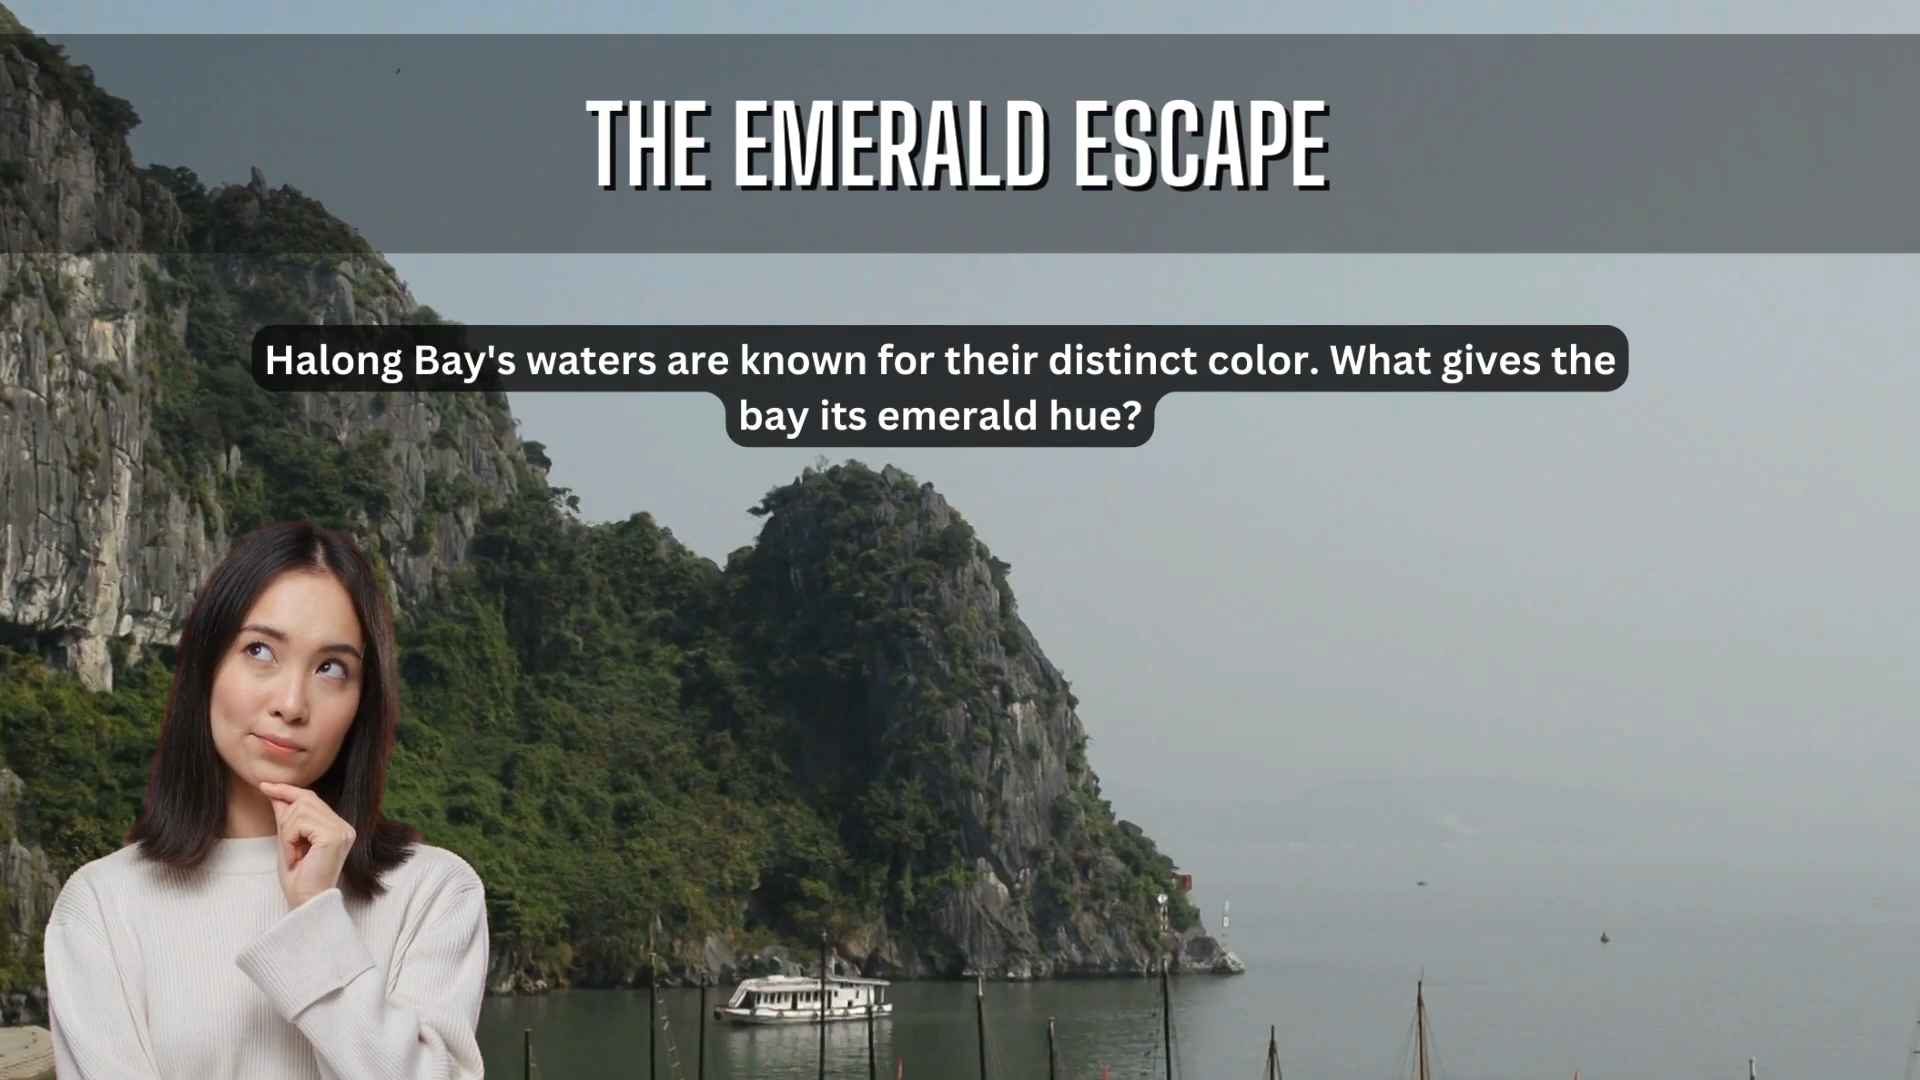 THE EMERALD ESCAPE
Halong Bay's waters are known for their distinct color. What gives the
bay its emerald hue?